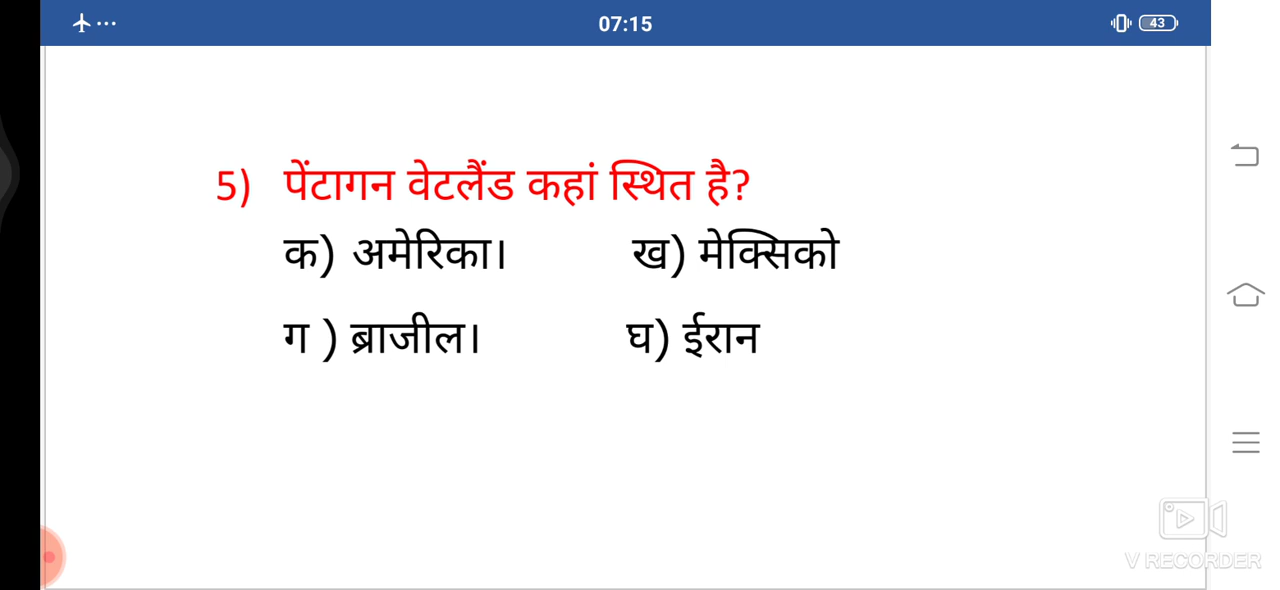 07:15
43
5) पेंटागन वेटलैंड कहां स्थित है?
क) अमेरिका। ख) मेक्सिको
ग ) ब्राजील। घ) ईरान
V RECORDER